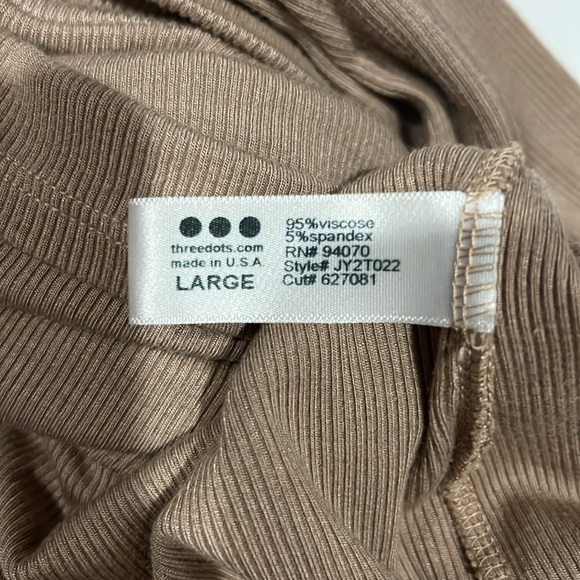 threedots.com
made in U.S.A.
LARGE
95%viscose
5%spandex
RN# 94070
Style# JY2T022
Cut# 627081